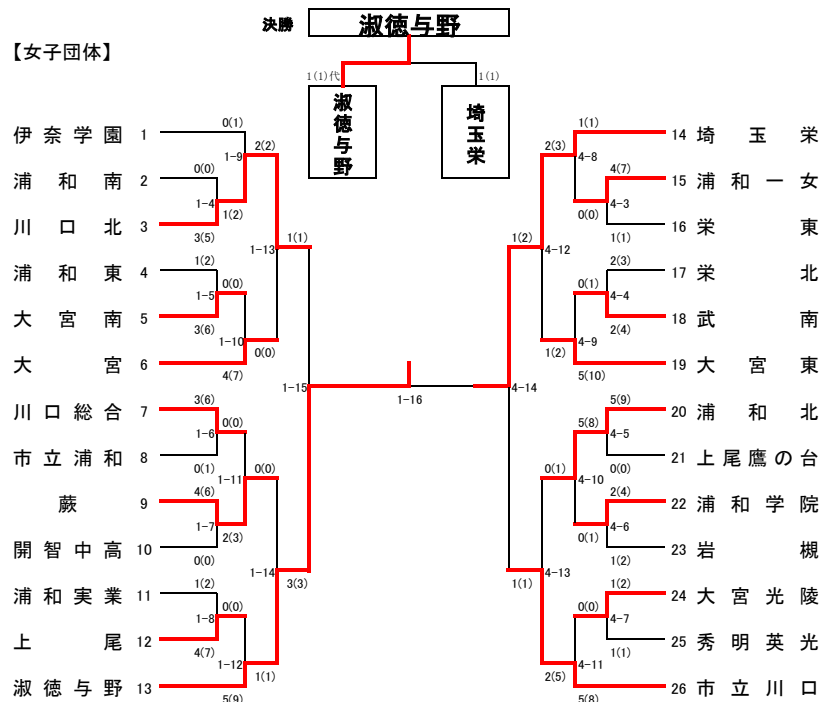 決勝 淑徳与野
【女子団体】
1(1)代 1(1)
淑徳与野 埼玉栄
伊奈学園 1 0(1) 2(2) 2(3) 1(1) 14 埼玉栄
1-9 4-8
浦和南 2 0(0) 4(7) 15 浦和一女
1-4 1(2) 0(0) 4-3
川口北 3 3(5) 1(1) 1(2) 1(1) 16 栄東
1-13 4-12
浦和東 4 1(2) 2(3) 17 栄北
1-5 0(0) 0(1) 4-4
大宮南 5 3(6) 2(4) 18 武南
1-10 0(0) 1(2) 4-9
大宮 6 4(7) 5(10) 19 大宮東
1-15 1-16 4-14
川口総合 7 3(6) 5(9) 20 浦和北
1-6 0(0) 5(8) 4-5
市立浦和 8 0(1) 0(0) 21 上尾鷹の台
1-11 0(0) 0(1) 4-10
蕨 9 4(6) 2(4) 22 浦和学院
1-7 2(3) 0(1) 4-6
開智中高 10 0(0) 1(2) 23 岩槻
1-14 3(3) 1(1) 4-13
浦和実業 11 1(2) 1(2) 24 大宮光陵
1-8 0(0) 0(0) 4-7
上尾 12 4(7) 1(1) 25 秀明英光
1-12 1(1) 2(5) 4-11
淑徳与野 13 5(9) 5(8) 26 市立川口